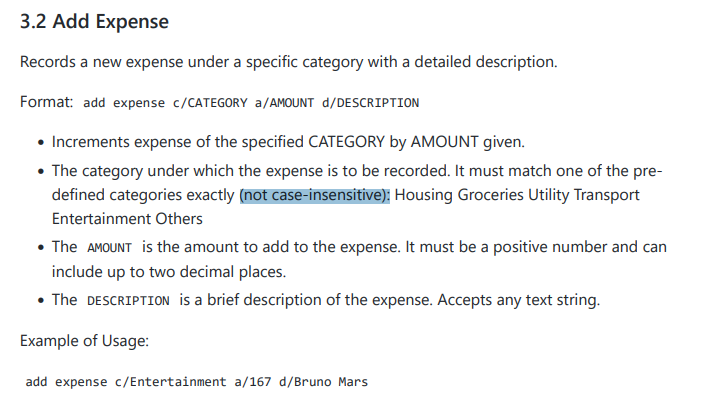 3.2 Add Expense
Records a new expense under a specific category with a detailed description.
Format: add expense c/CATEGORY a/AMOUNT d/DESCRIPTION
• Increments expense of the specified CATEGORY by AMOUNT given.
• The category under which the expense is to be recorded. It must match one of the pre-
defined categories exactly (not case-insensitive): Housing Groceries Utility Transport
Entertainment Others
• The AMOUNT is the amount to add to the expense. It must be a positive number and can
include up to two decimal places.
• The DESCRIPTION is a brief description of the expense. Accepts any text string.
Example of Usage:
add expense c/Entertainment a/167 d/Bruno Mars